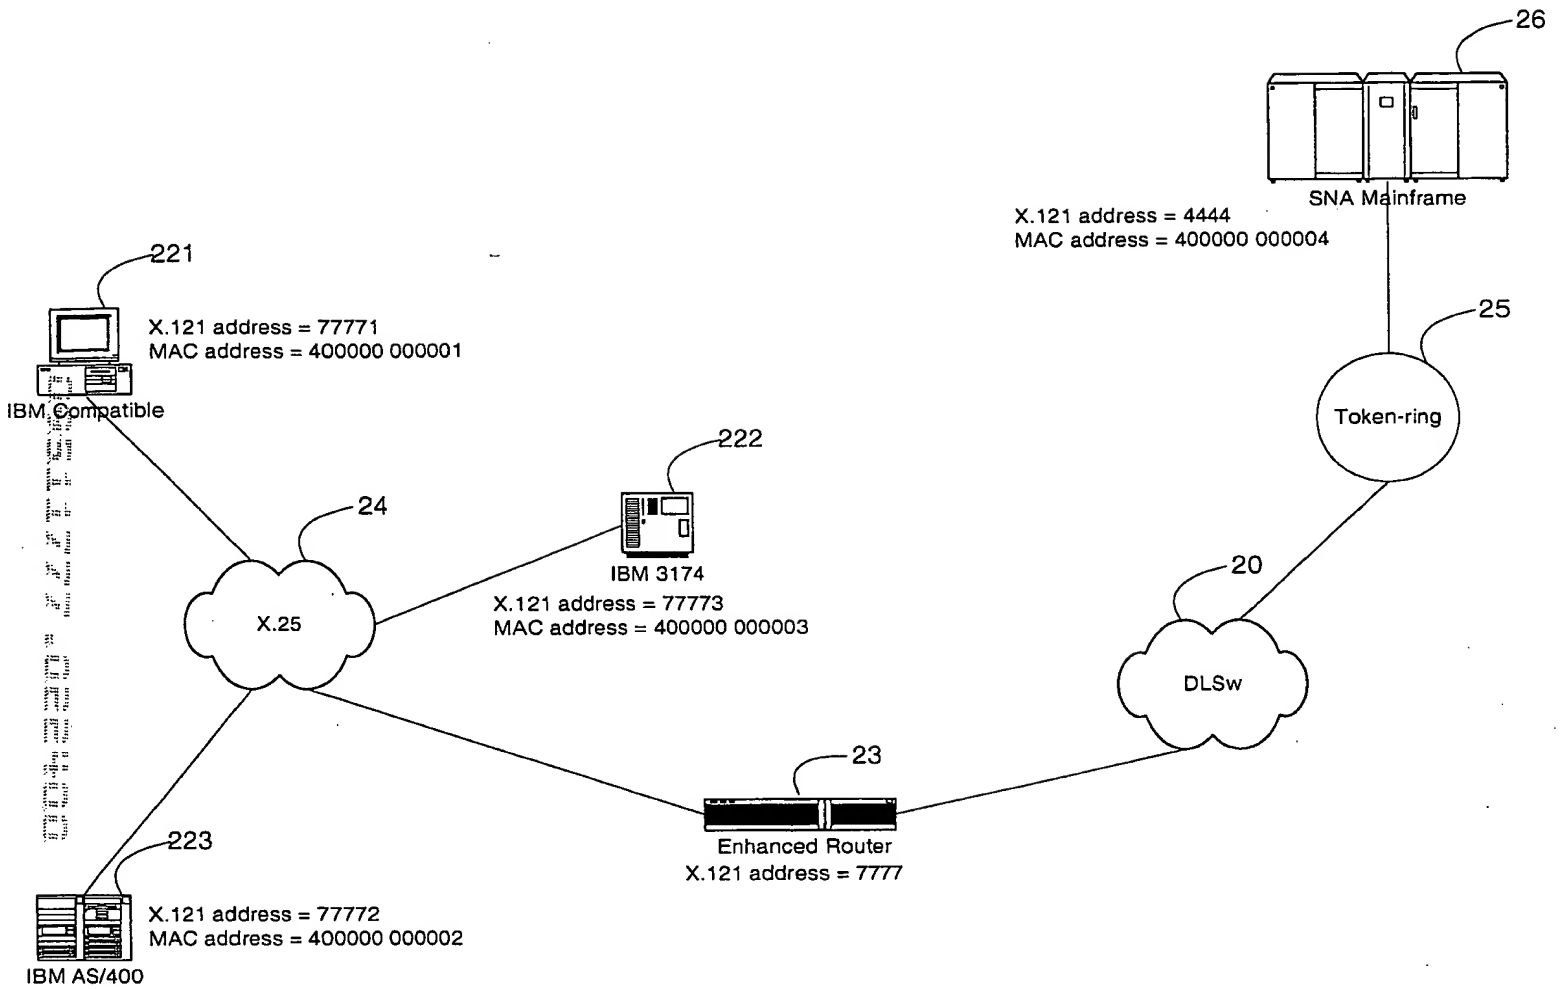 26
SNA Mainframe
X.121 address = 4444
MAC address = 400000 000004
221
X.121 address = 77771
MAC address = 400000 000001
IBM Compatible
25
Token-ring
222
IBM 3174
X.121 address = 77773
MAC address = 400000 000003
24
X.25
20
DLSw
23
Enhanced Router
X.121 address = 7777
223
X.121 address = 77772
MAC address = 400000 000002
IBM AS/400